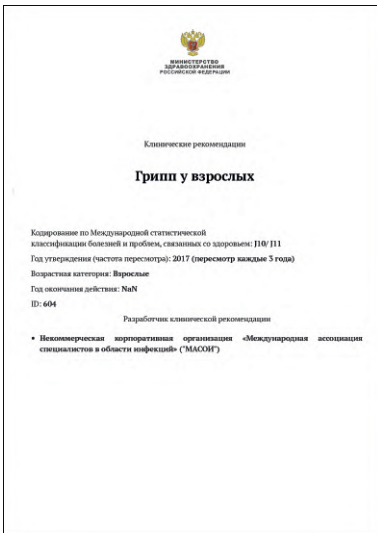 МИНИСТЕРСТВО
ЗДРАВООХРАНЕНИЯ
РОССИЙСКОЙ ФЕДЕРАЦИИ
Клинические рекомендации
Грипп у взрослых
Кодирование по Международной статистической
классификации болезней и проблем, связанных со здоровьем: J10/ J11
Год утверждения (частота пересмотра): 2017 (пересмотр каждые 3 года)
Возрастная категория: Взрослые
Год окончания действия: NaN
ID: 604
Разработчик клинической рекомендации
• Некоммерческая корпоративная организация «Международная ассоциация
специалистов в области инфекций» ("МАСОИ")